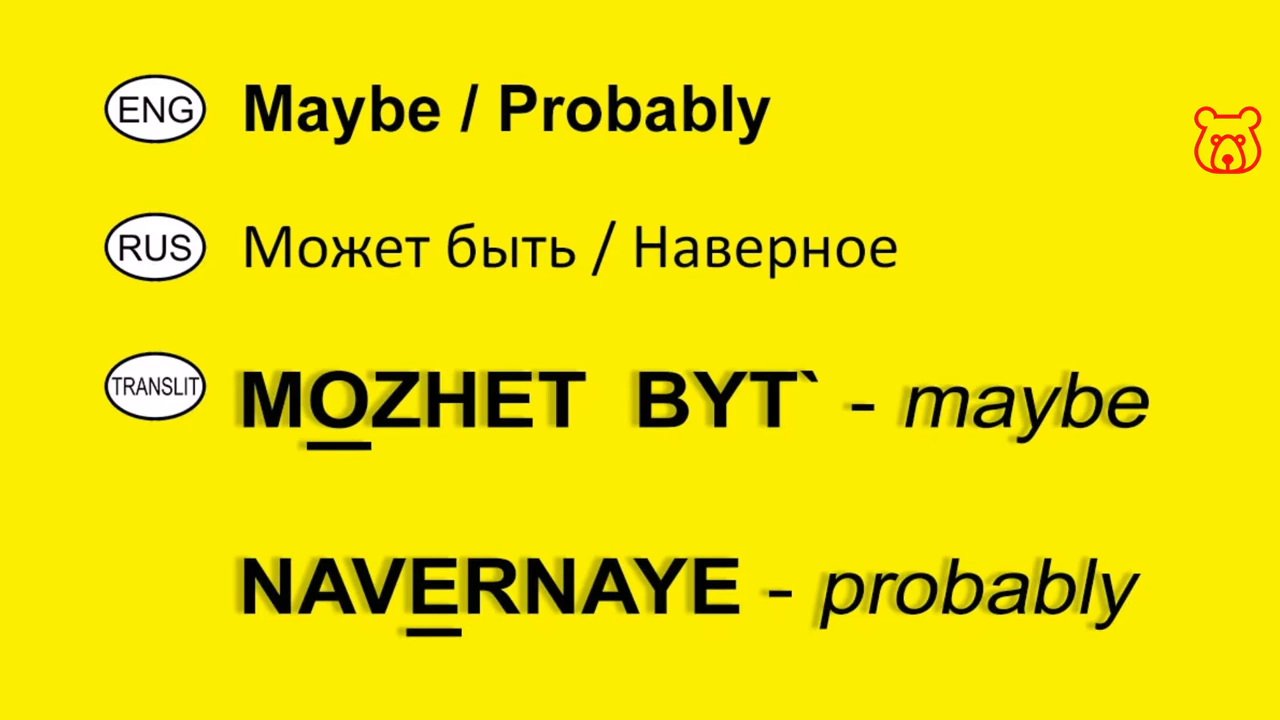 ENG Maybe / Probably
RUS Может быть / Наверное
TRANSLIT MOZHET BYT` - maybe
NAVERNAYE - probably